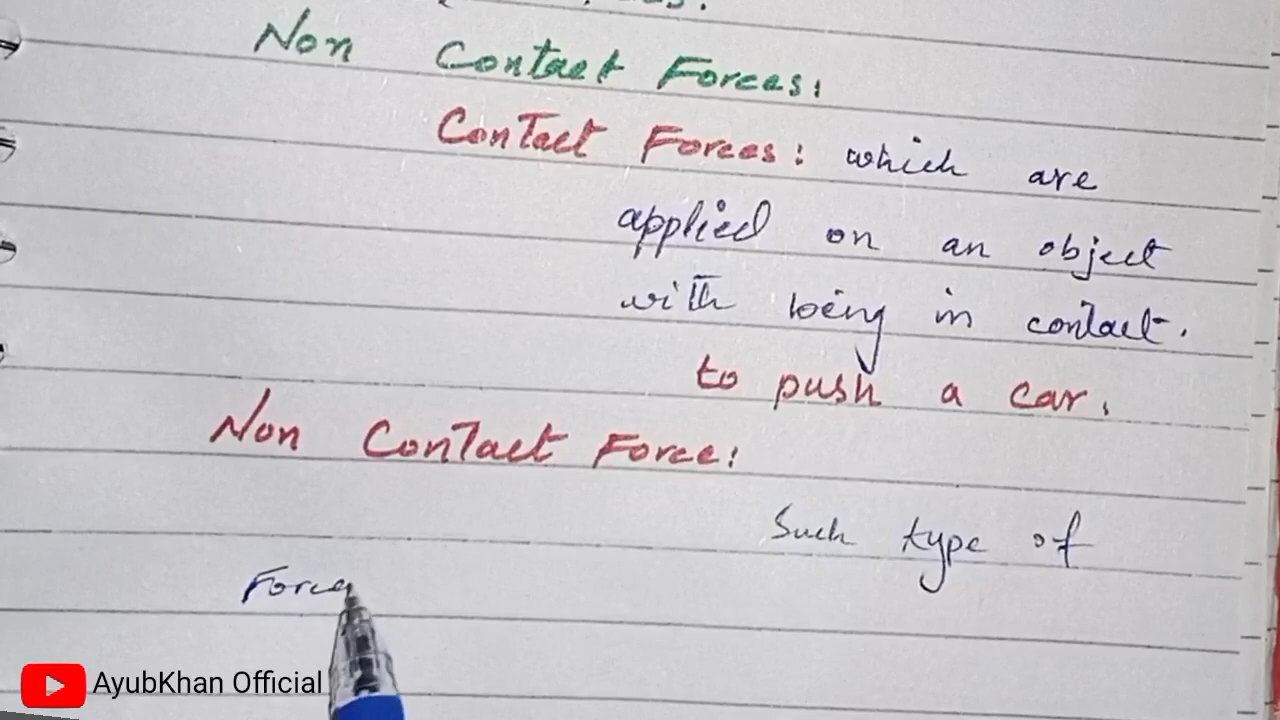 Non Contact Forces:
Contact Forces: which are
applied on an object
with being in contact.
to push a car.
Non Contact Force:
Such type of
Force
AyubKhan Official